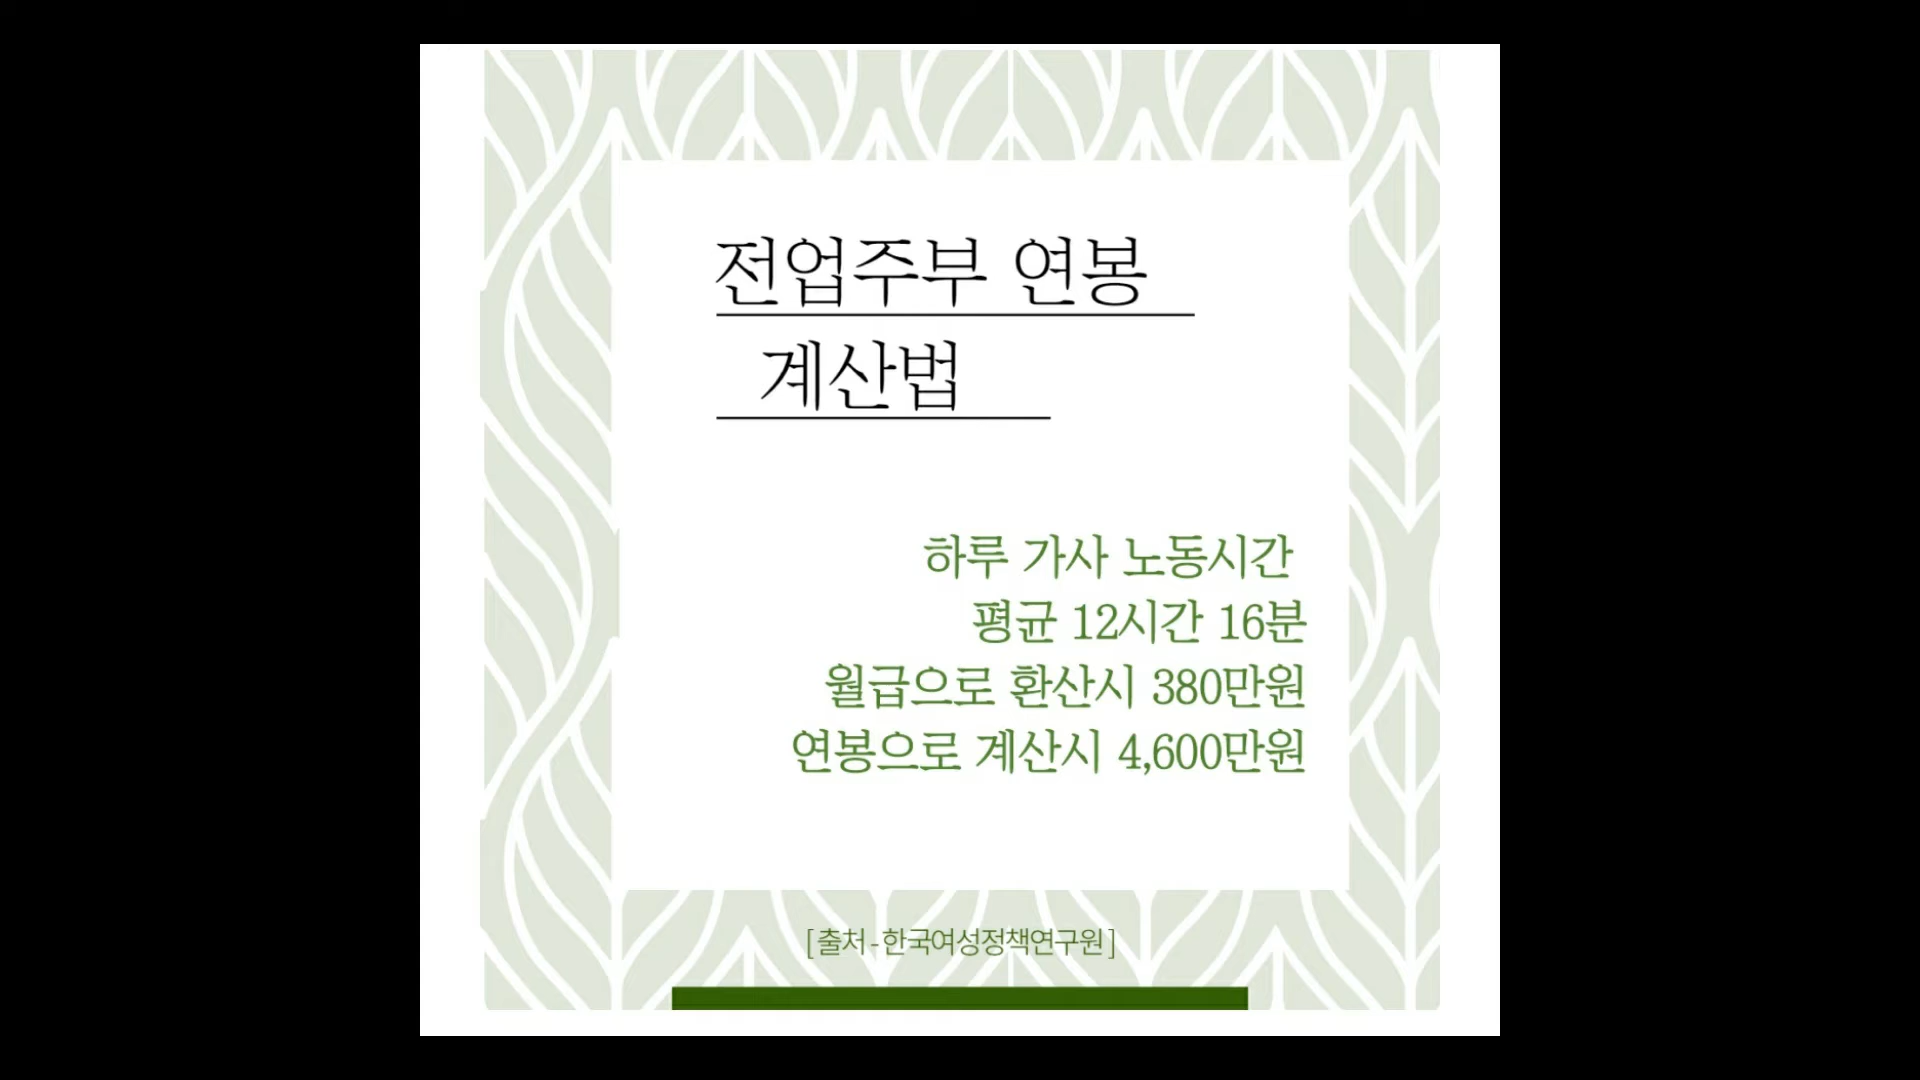 전업주부 연봉
계산법
하루 가사 노동시간
평균 12시간 16분
월급으로 환산시 380만원
연봉으로 계산시 4,600만원
[출처-한국여성정책연구원]